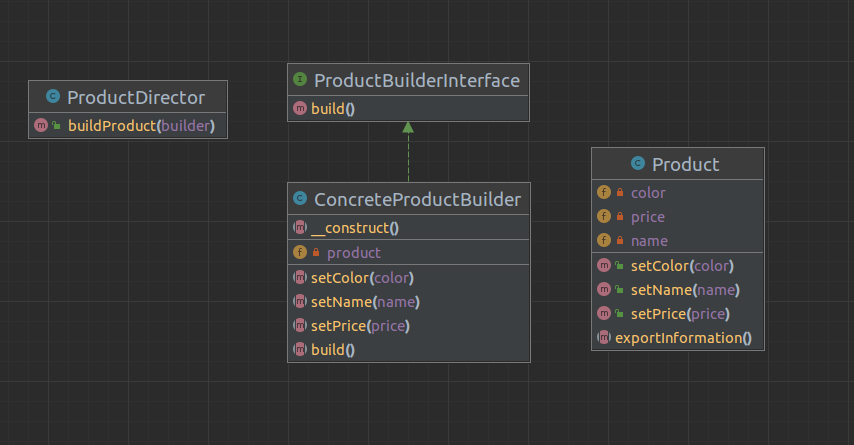 ProductDirector
buildProduct(builder)
ProductBuilderInterface
build()
ConcreteProductBuilder
__construct()
product
setColor(color)
setName(name)
setPrice(price)
build()
Product
color
price
name
setColor(color)
setName(name)
setPrice(price)
exportInformation()